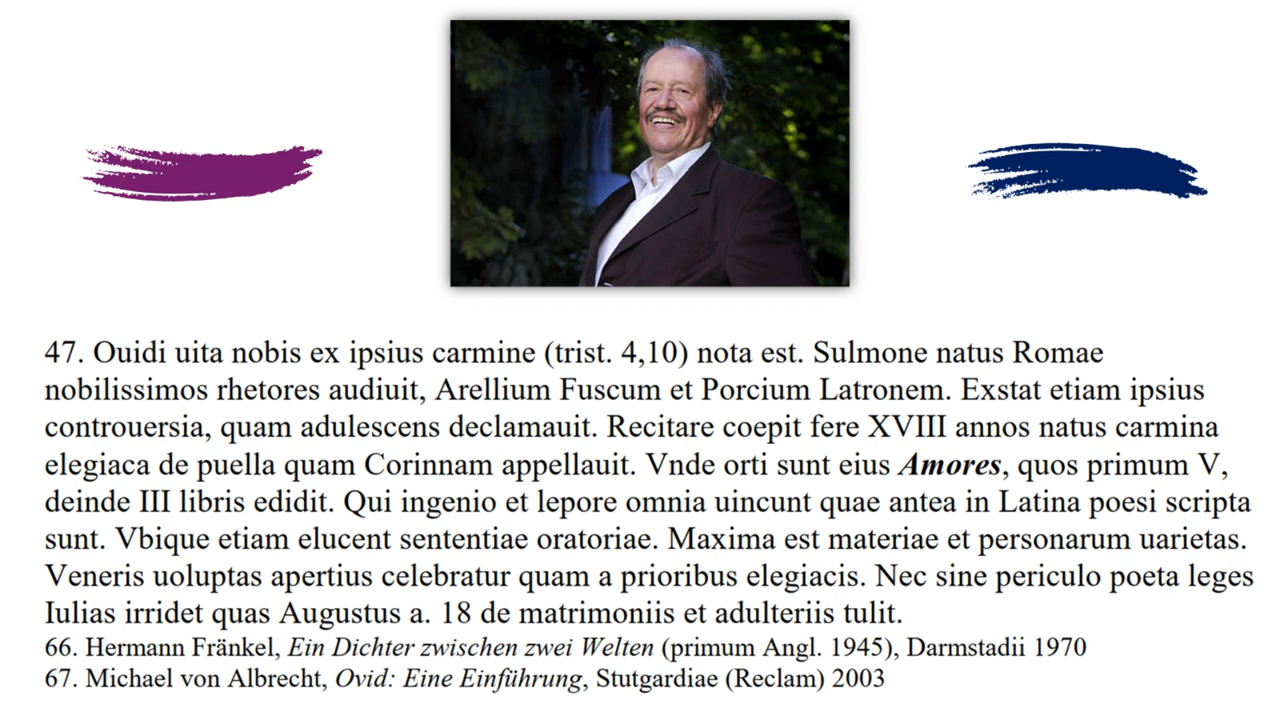 47. Ouidi uita nobis ex ipsius carmine (trist. 4,10) nota est. Sulmone natus Romae
nobilissimos rhetores audiuit, Arellium Fuscum et Porcium Latronem. Exstat etiam ipsius
controuersia, quam adulescens declamauit. Recitare coepit fere XVIII annos natus carmina
elegiaca de puella quam Corinnam appellauit. Vnde orti sunt eius Amores, quos primum V,
deinde III libris edidit. Qui ingenio et lepore omnia uincunt quae antea in Latina poesi scripta
sunt. Vbique etiam elucent sententiae oratoriae. Maxima est materiae et personarum uarietas.
Veneris uoluptas apertius celebratur quam a prioribus elegiacis. Nec sine periculo poeta leges
Iulias irridet quas Augustus a. 18 de matrimoniis et adulteriis tulit.
66. Hermann Fränkel, Ein Dichter zwischen zwei Welten (primum Angl. 1945), Darmstadii 1970
67. Michael von Albrecht, Ovid: Eine Einführung, Stutgardiae (Reclam) 2003